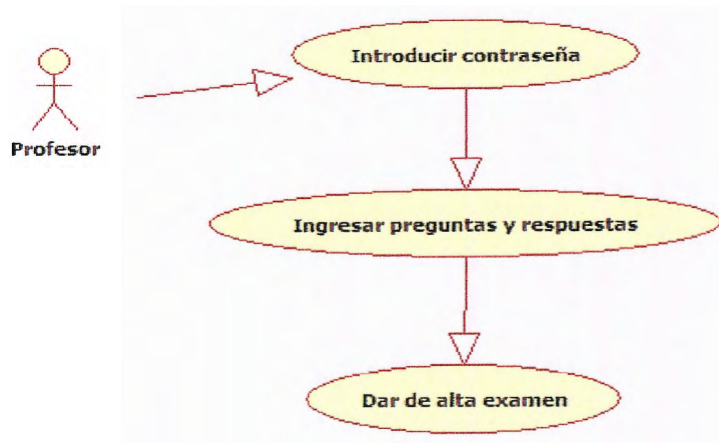 Introducir contraseña
Profesor
Ingresar preguntas y respuestas
Dar de alta examen